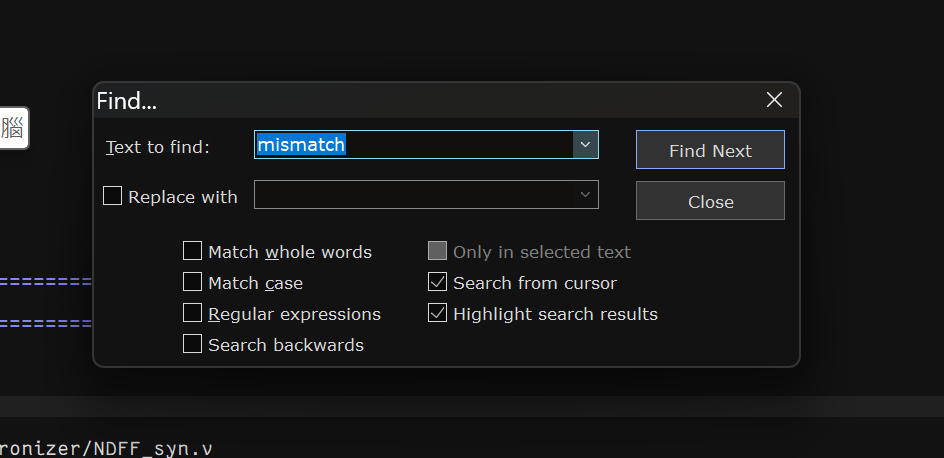 Find...
腦
Text to find:
mismatch
Find Next
Replace with
Close
Match whole words
Only in selected text
Match case
Search from cursor
Regular expressions
Highlight search results
Search backwards
===========
===========
ronizer/NDFF_syn.v